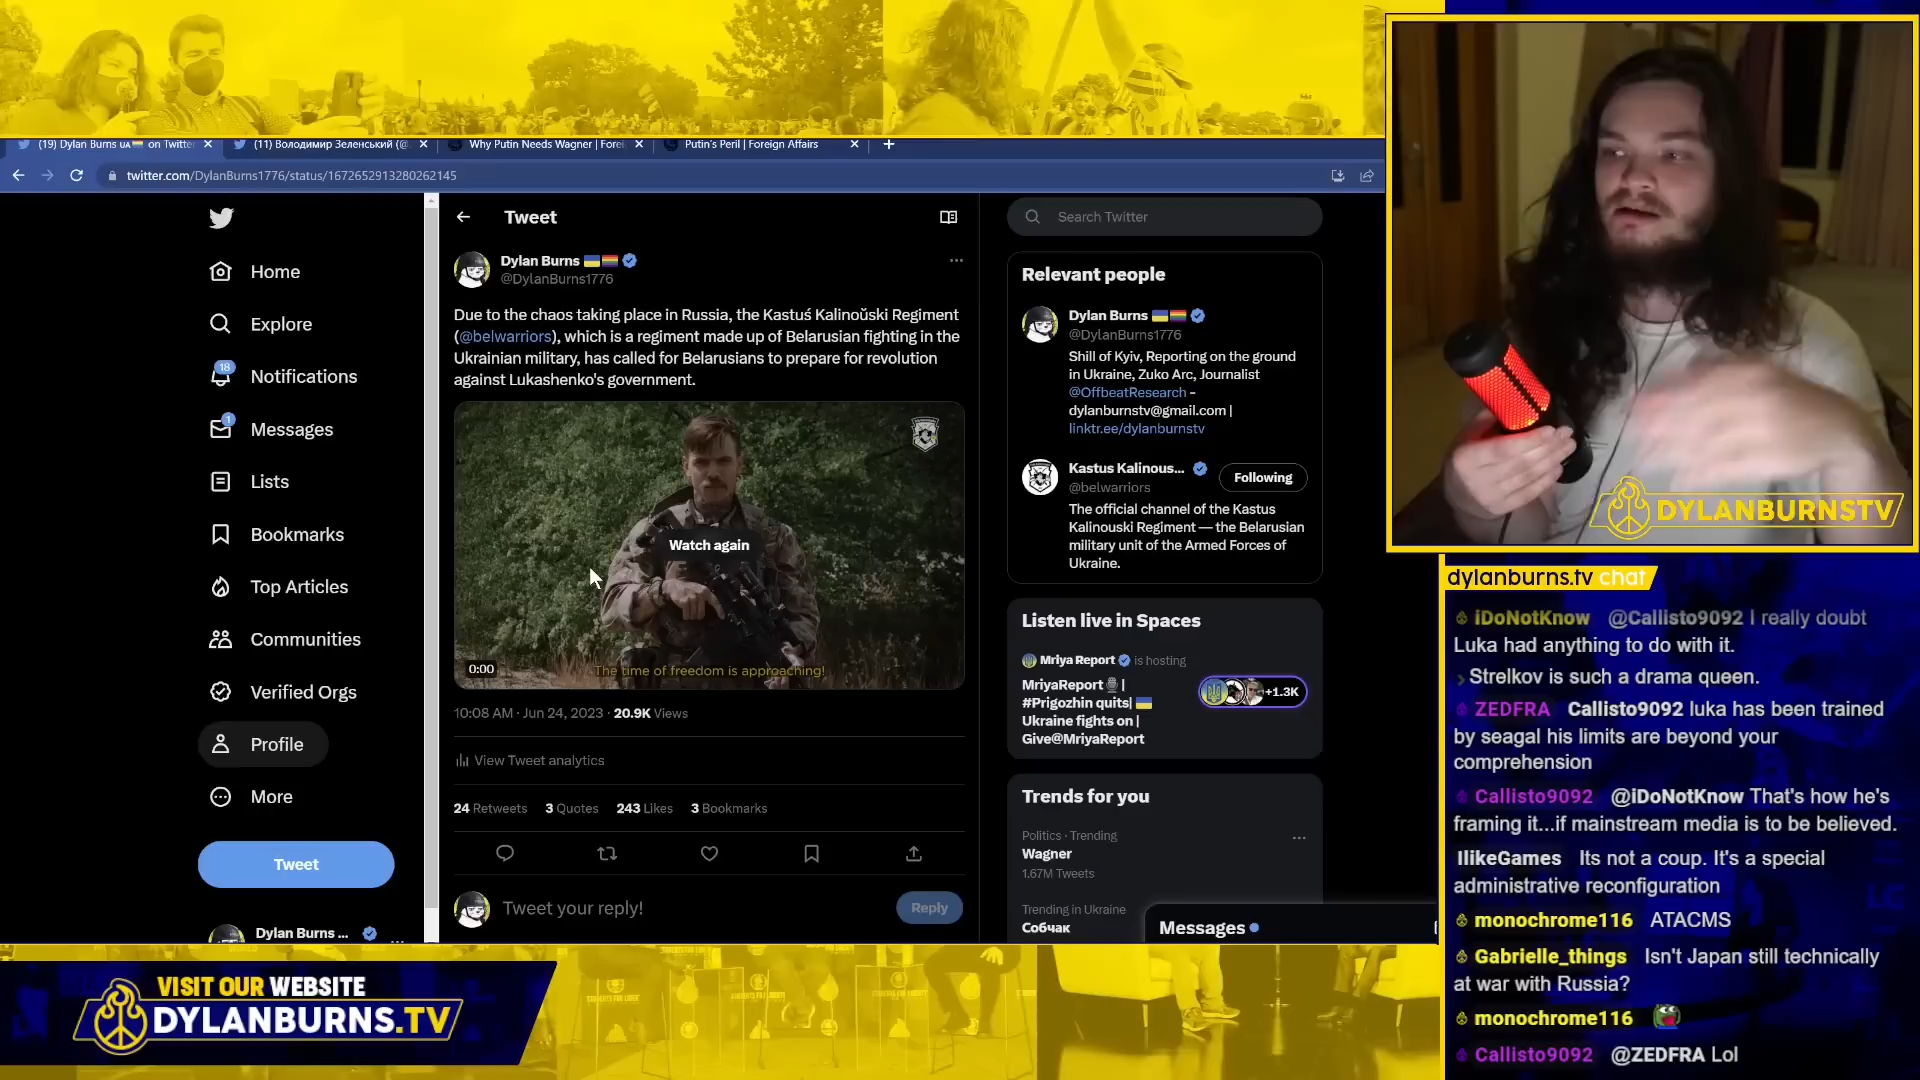 (19) Dylan Burns UA on Twitter
(11) Володимир Зеленський (@
Why Putin Needs Wagner | Forei
Putin's Peril | Foreign Affairs
twitter.com/DylanBurns1776/status/1672652913280262145
Home
Explore
18
Notifications
1
Messages
Lists
Bookmarks
Top Articles
Communities
Verified Orgs
Profile
More
Tweet
Dylan Burns ...
Tweet
Dylan Burns
@DylanBurns1776
Due to the chaos taking place in Russia, the Kastuś Kalinoŭski Regiment
(@belwarriors), which is a regiment made up of Belarusian fighting in the
Ukrainian military, has called for Belarusians to prepare for revolution
against Lukashenko's government.
Watch again
0:00
The time of freedom is approaching!
10:08 AM · Jun 24, 2023 · 20.9K Views
View Tweet analytics
24 Retweets 3 Quotes 243 Likes 3 Bookmarks
Tweet your reply!
Reply
Search Twitter
Relevant people
Dylan Burns
@DylanBurns1776
Shill of Kyiv, Reporting on the ground
in Ukraine, Zuko Arc, Journalist
@OffbeatResearch -
dylanburnstv@gmail.com |
linktr.ee/dylanburnstv
Kastus Kalinous...
Following
@belwarriors
The official channel of the Kastus
Kalinouski Regiment — the Belarusian
military unit of the Armed Forces of
Ukraine.
Listen live in Spaces
Mriya Report is hosting
MriyaReport |
#Prigozhin quits|
Ukraine fights on |
Give@MriyaReport
+1.3K
Trends for you
Politics · Trending
Wagner
1.67M Tweets
Trending in Ukraine
Собчак
Messages
DYLANBURNSTV
dylanburns.tv chat
iDoNotKnow @Callisto9092 I really doubt
Luka had anything to do with it.
Strelkov is such a drama queen.
ZEDFRA Callisto9092 luka has been trained
by seagal his limits are beyond your
comprehension
Callisto9092 @iDoNotKnow That's how he's
framing it...if mainstream media is to be believed.
IlikeGames Its not a coup. It's a special
administrative reconfiguration
monochrome116 ATACMS
Gabrielle_things Isn't Japan still technically
at war with Russia?
monochrome116
Callisto9092 @ZEDFRA Lol
VISIT OUR WEBSITE
DYLANBURNS.TV